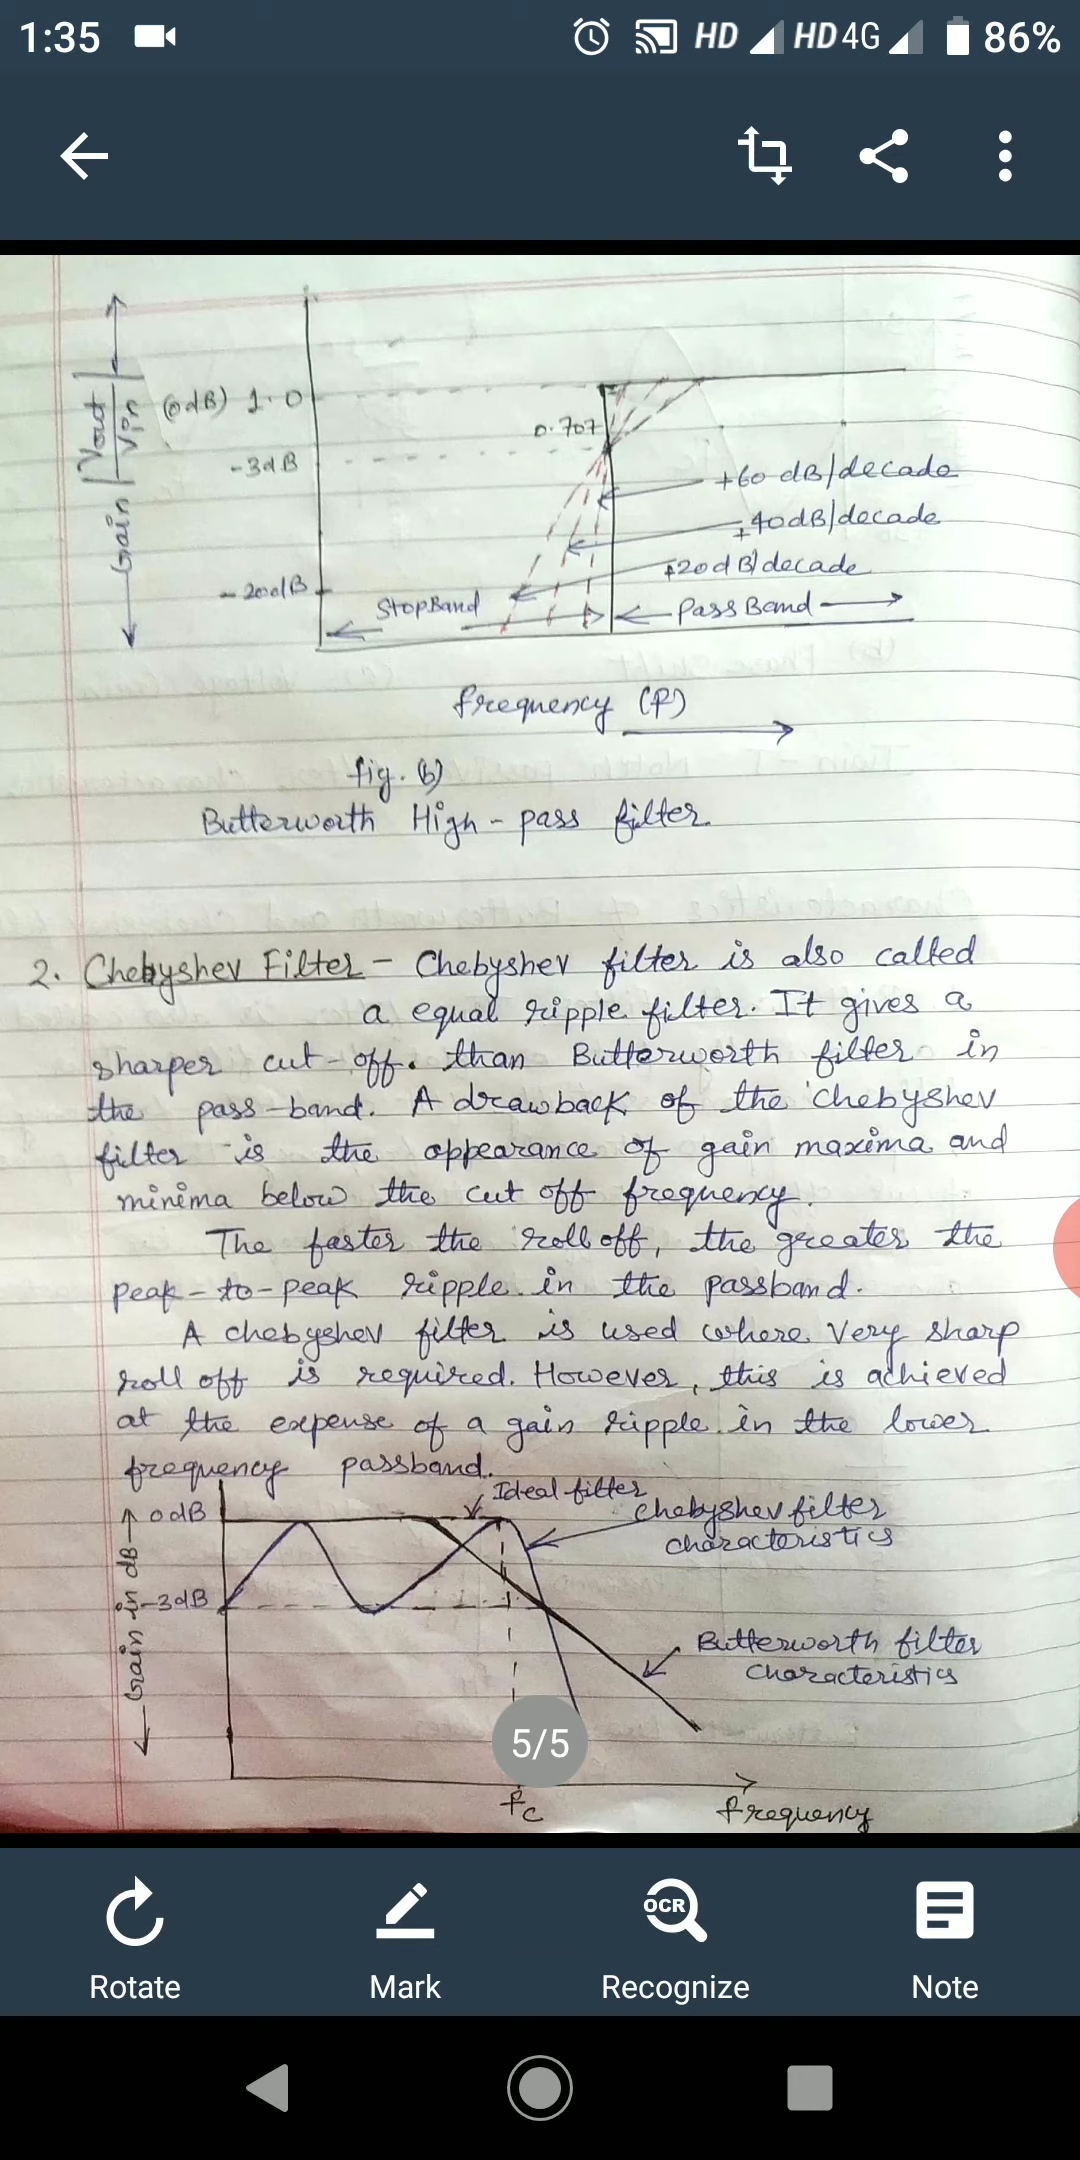 1:35 HD HD 4G 86%
Gain |Vout/Vin|
(0dB) 1.0
0.707
-3dB
+60 dB/decade
+40dB/decade
+20dB/decade
-20dB
StopBand
Pass Band
frequency (f)
fig. (b)
Butterworth High-pass filter.
2. Chebyshev Filter - Chebyshev filter is also called
a equal ripple filter. It gives a
sharper cut-off. than Butterworth filter in
the pass-band. A drawback of the chebyshev
filter is the appearance of gain maxima and
minima below the cut off frequency.
The faster the roll off, the greater the
peak-to-peak ripple in the passband.
A chebyshev filter is used where very sharp
roll off is required. However, this is achieved
at the expense of a gain ripple in the lower
frequency passband.
Ideal filter
0dB
Chebyshev filter
characteristics
Gain in dB
-3dB
Butterworth filter
Characteristics
5/5
fc
frequency
OCR
Rotate
Mark
Recognize
Note